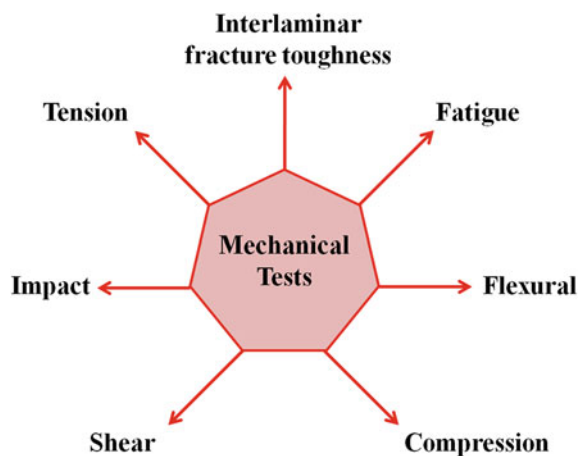 Interlaminar
fracture toughness
Tension
Fatigue
Mechanical
Tests
Impact
Flexural
Shear
Compression